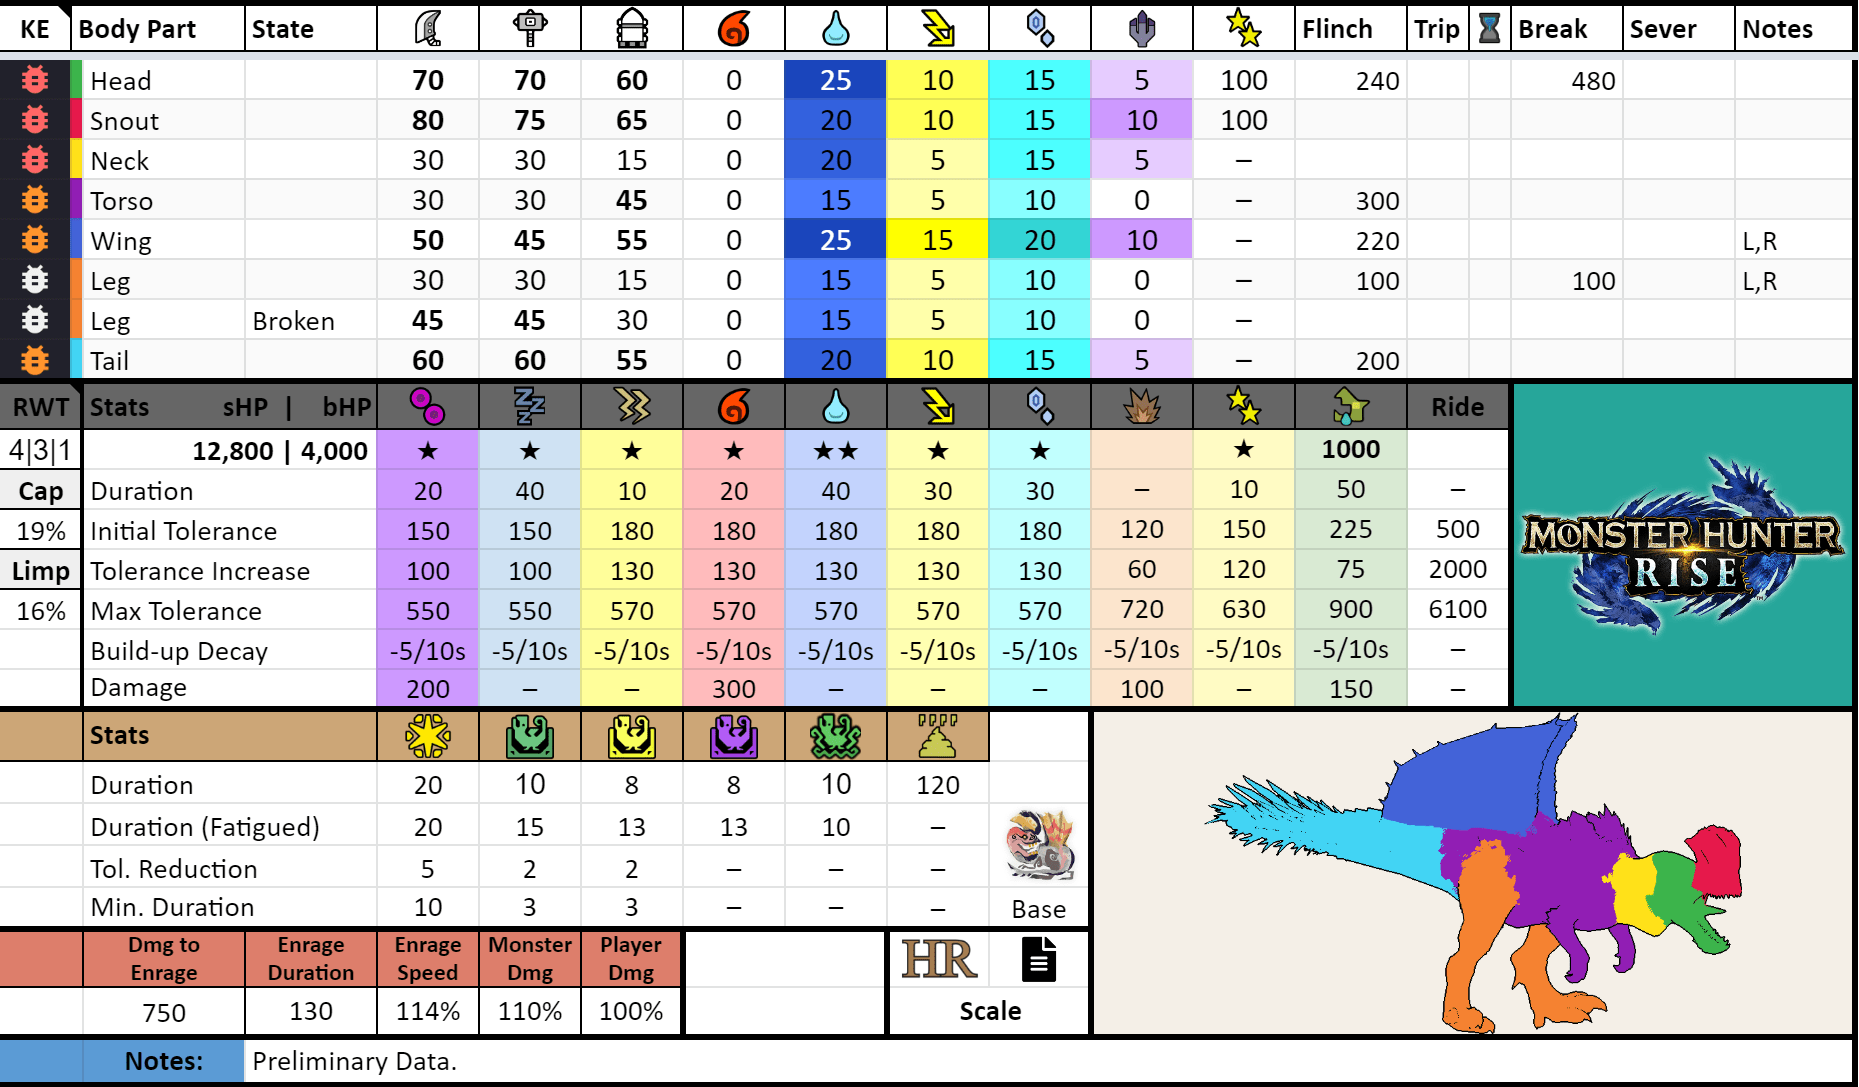 KE Body Part State Flinch Trip Break Sever Notes
Head 70 70 60 0 25 10 15 5 100 240 480
Snout 80 75 65 0 20 10 15 10 100
Neck 30 30 15 0 20 5 15 5 –
Torso 30 30 45 0 15 5 10 0 – 300
Wing 50 45 55 0 25 15 20 10 – 220 L,R
Leg 30 30 15 0 15 5 10 0 – 100 100 L,R
Leg Broken 45 45 30 0 15 5 10 0 –
Tail 60 60 55 0 20 10 15 5 – 200
RWT Stats sHP | bHP Ride
4|3|1 12,800 | 4,000 ★ ★ ★ ★ ★★ ★ ★ ★ 1000
Cap Duration 20 40 10 20 40 30 30 – 10 50 –
19% Initial Tolerance 150 150 180 180 180 180 180 120 150 225 500
Limp Tolerance Increase 100 100 130 130 130 130 130 60 120 75 2000
16% Max Tolerance 550 550 570 570 570 570 570 720 630 900 6100
Build-up Decay -5/10s -5/10s -5/10s -5/10s -5/10s -5/10s -5/10s -5/10s -5/10s -5/10s –
Damage 200 – – 300 – – – 100 – 150 –
MONSTER HUNTER
RISE
Stats
Duration 20 10 8 8 10 120
Duration (Fatigued) 20 15 13 13 10 –
Tol. Reduction 5 2 2 – – –
Min. Duration 10 3 3 – – – Base
Dmg to Enrage Enrage Monster Player
Enrage Duration Speed Dmg Dmg HR
750 130 114% 110% 100% Scale
Notes: Preliminary Data.